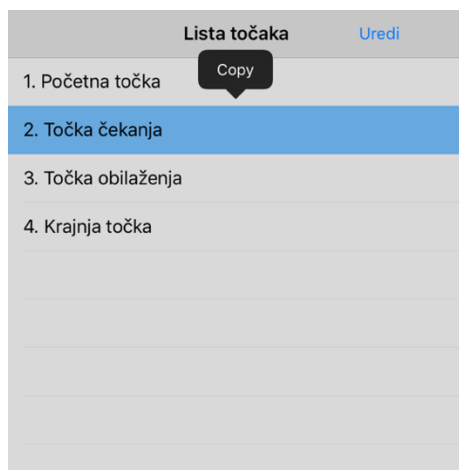 Lista točaka
Uredi
Copy
1. Početna točka
2. Točka čekanja
3. Točka obilaženja
4. Krajnja točka